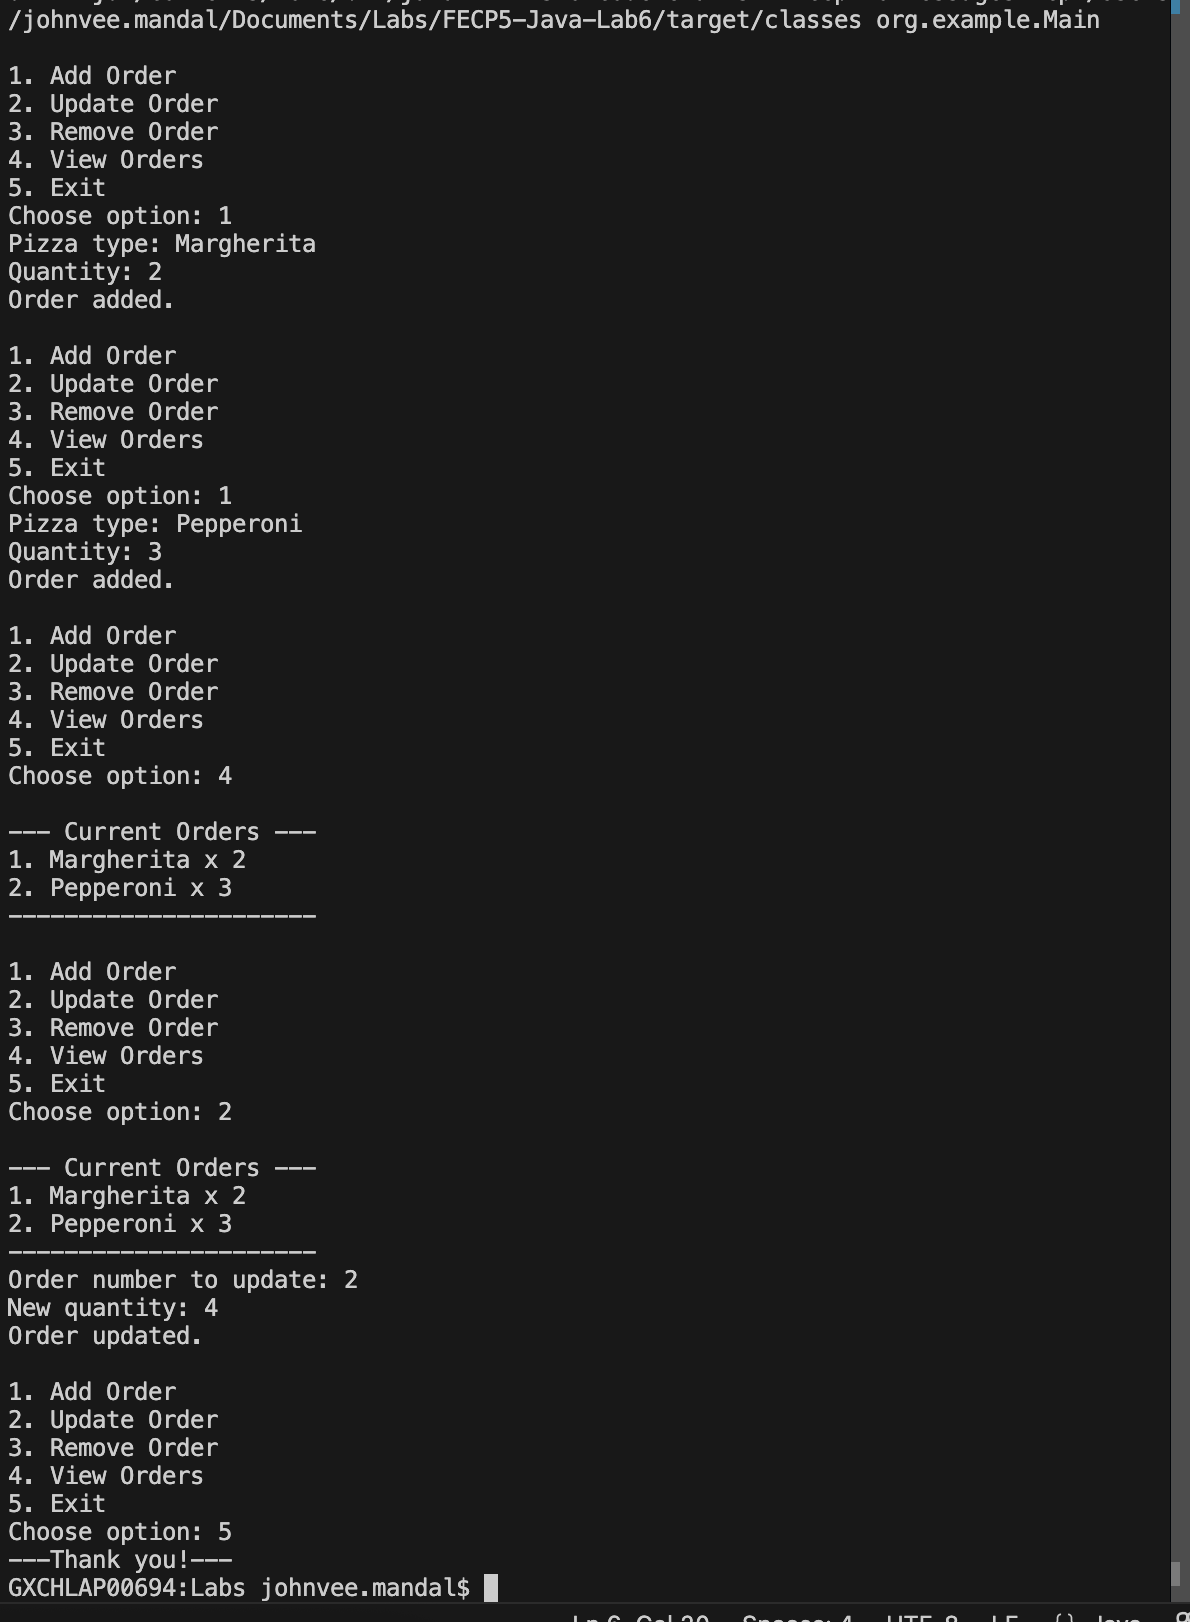 /johnvee.mandal/Documents/Labs/FECP5-Java-Lab6/target/classes org.example.Main
1. Add Order
2. Update Order
3. Remove Order
4. View Orders
5. Exit
Choose option: 1
Pizza type: Margherita
Quantity: 2
Order added.
1. Add Order
2. Update Order
3. Remove Order
4. View Orders
5. Exit
Choose option: 1
Pizza type: Pepperoni
Quantity: 3
Order added.
1. Add Order
2. Update Order
3. Remove Order
4. View Orders
5. Exit
Choose option: 4
--- Current Orders ---
1. Margherita x 2
2. Pepperoni x 3
----------------------
1. Add Order
2. Update Order
3. Remove Order
4. View Orders
5. Exit
Choose option: 2
--- Current Orders ---
1. Margherita x 2
2. Pepperoni x 3
----------------------
Order number to update: 2
New quantity: 4
Order updated.
1. Add Order
2. Update Order
3. Remove Order
4. View Orders
5. Exit
Choose option: 5
---Thank you!---
GXCHLAP00694:Labs johnvee.mandal$